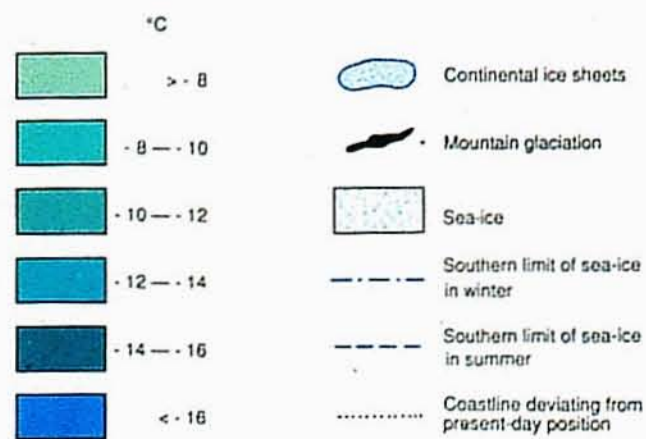 °C
> - 8
- 8 — - 10
- 10 — - 12
- 12 — - 14
- 14 — - 16
< - 16
Continental ice sheets
Mountain glaciation
Sea-ice
Southern limit of sea-ice
in winter
Southern limit of sea-ice
in summer
Coastline deviating from
present-day position